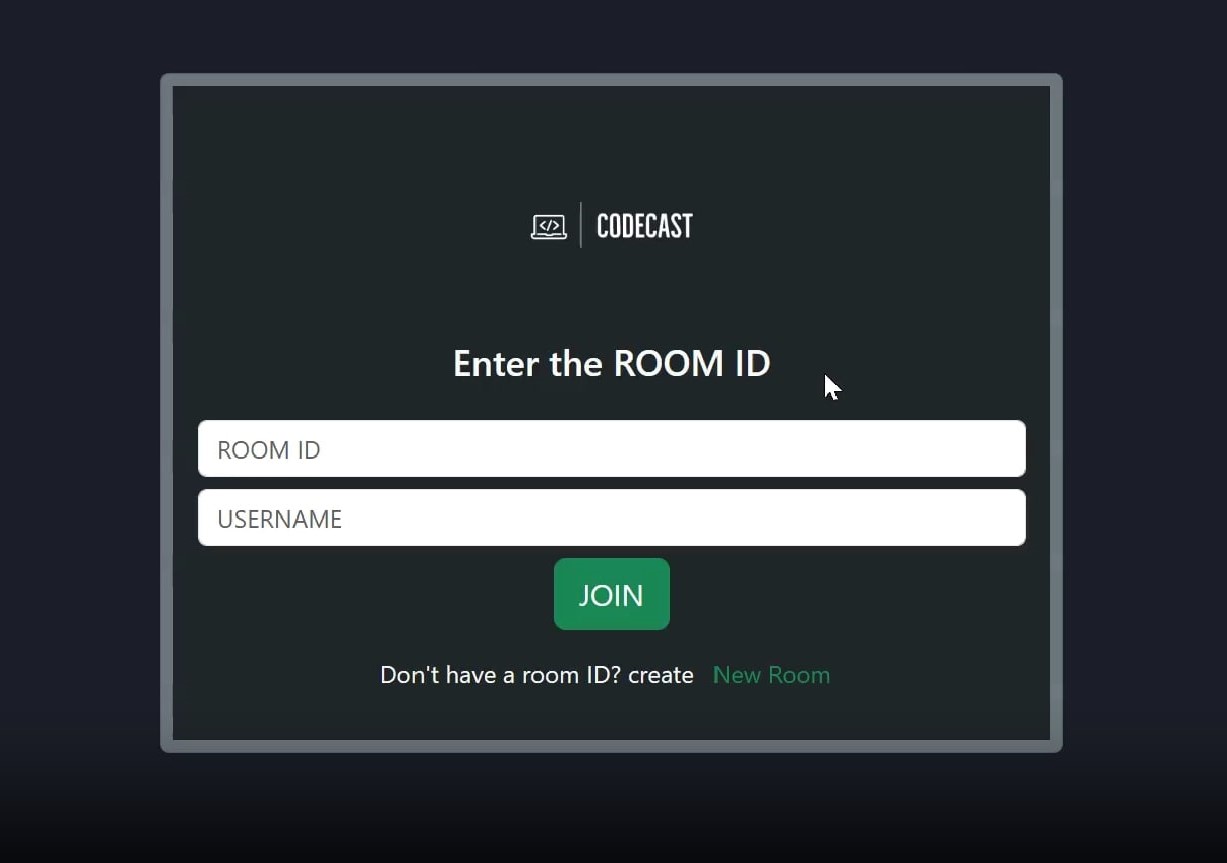 </> CODECAST
Enter the ROOM ID
ROOM ID
USERNAME
JOIN
Don't have a room ID? create New Room